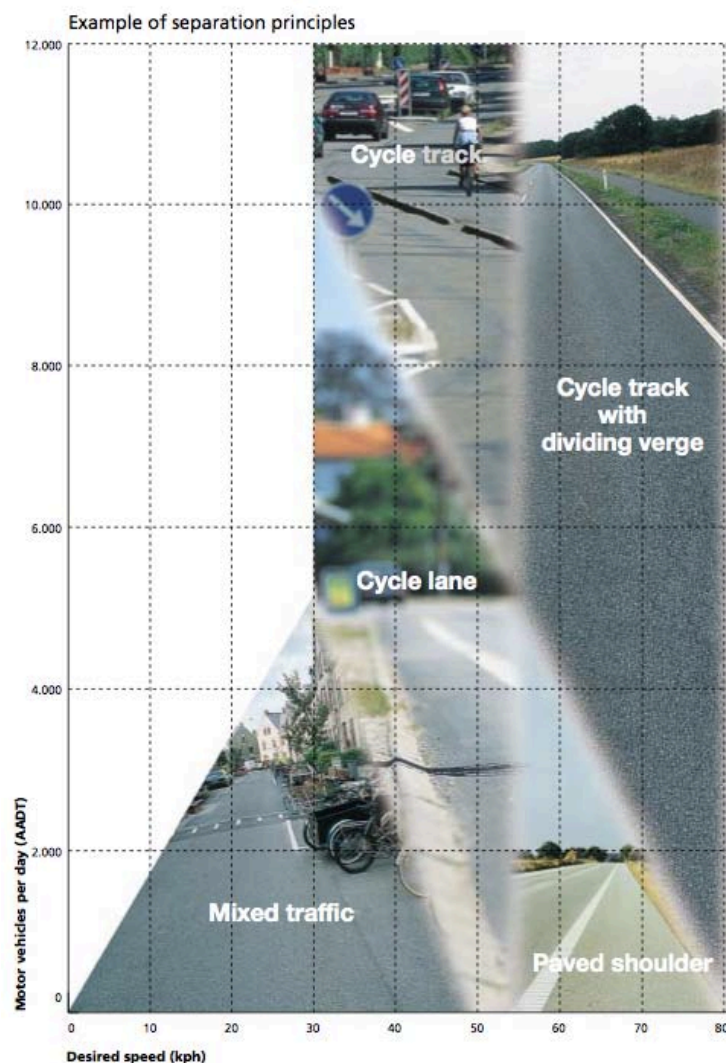 Example of separation principles
12.000
10.000
8.000
6.000
4.000
2.000
0
Motor vehicles per day (AADT)
Cycle track
Cycle track
with
dividing verge
Cycle lane
Mixed traffic
Paved shoulder
0 10 20 30 40 50 60 70 80
Desired speed (kph)